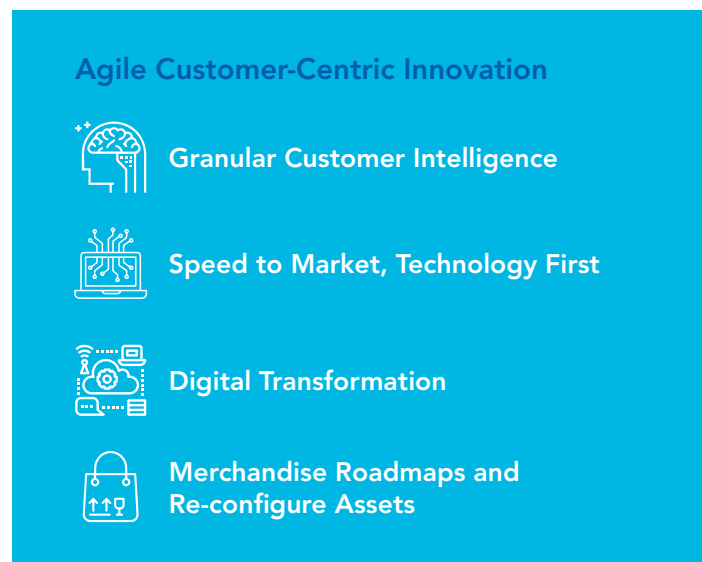 Agile Customer-Centric Innovation
Granular Customer Intelligence
Speed to Market, Technology First
Digital Transformation
Merchandise Roadmaps and
Re-configure Assets